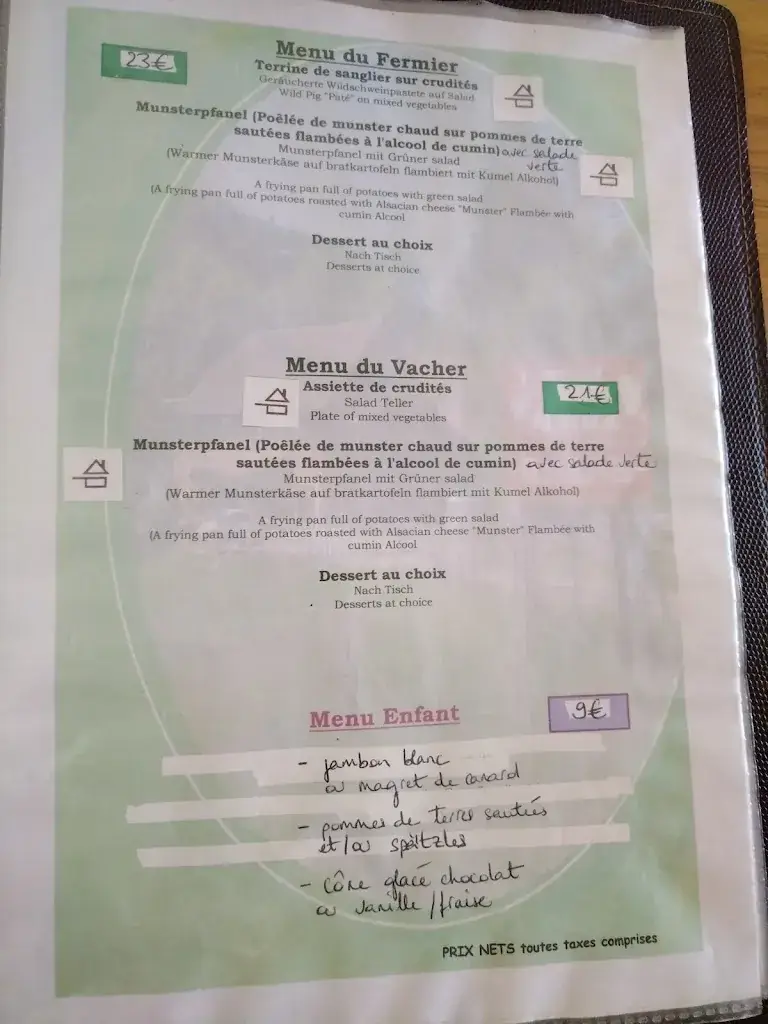 23€
Menu du Fermier
Terrine de sanglier sur crudités
Geräucherte Wildschweinpastete auf Salad
Wild Pig "Paté" on mixed vegetables
Munsterpfanel (Poêlée de munster chaud sur pommes de terre
sautées flambées à l'alcool de cumin) avec salade
verte
Munsterpfanel mit Grüner salad
(Warmer Munsterkäse auf bratkartofeln flambiert mit Kumel Alkohol)
A frying pan full of potatoes with green salad
(A frying pan full of potatoes roasted with Alsacian cheese "Munster" Flambée with
cumin Alcool
Dessert au choix
Nach Tisch
Desserts at choice
Menu du Vacher
Assiette de crudités
21€
Salad Teller
Plate of mixed vegetables
Munsterpfanel (Poêlée de munster chaud sur pommes de terre
sautées flambées à l'alcool de cumin) avec salade verte
Munsterpfanel mit Grüner salad
(Warmer Munsterkäse auf bratkartofeln flambiert mit Kumel Alkohol)
A frying pan full of potatoes with green salad
(A frying pan full of potatoes roasted with Alsacian cheese "Munster" Flambée with
cumin Alcool
Dessert au choix
Nach Tisch
Desserts at choice
Menu Enfant
9€
- jambon blanc
ou magret de canard
- pommes de terres sautées
et/ou spätzles
- cône glacé chocolat
ou vanille/fraise
PRIX NETS toutes taxes comprises